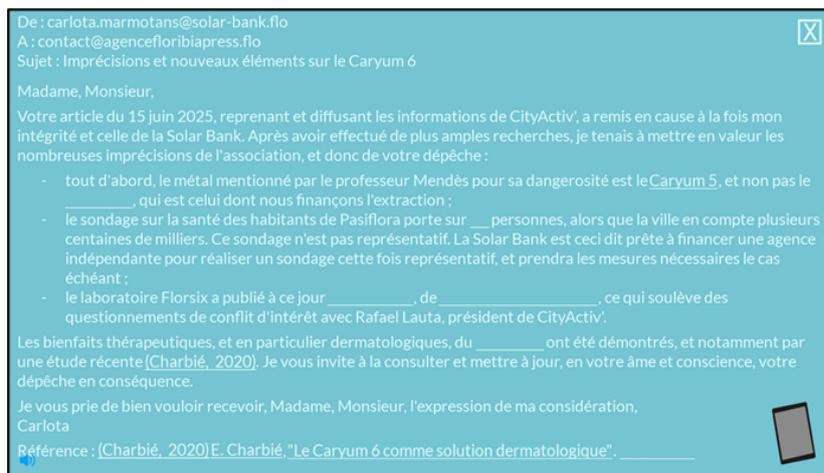 De : carlota.marmotans@solar-bank.flo
A : contact@agencefloribiapress.flo
X
Sujet : Imprécisions et nouveaux éléments sur le Caryum 6
Madame, Monsieur,
Votre article du 15 juin 2025, reprenant et diffusant les informations de CityActiv', a remis en cause à la fois mon
intégrité et celle de la Solar Bank. Après avoir effectué de plus amples recherches, je tenais à mettre en valeur les
nombreuses imprécisions de l'association, et donc de votre dépêche :
- tout d'abord, le métal mentionné par le professeur Mendès pour sa dangerosité est le Caryum 5, et non pas le
_________, qui est celui dont nous finançons l'extraction ;
- le sondage sur la santé des habitants de Pasiflora porte sur __ personnes, alors que la ville en compte plusieurs
centaines de milliers. Ce sondage n'est pas représentatif. La Solar Bank est ceci dit prête à financer une agence
indépendante pour réaliser un sondage cette fois représentatif, et prendra les mesures nécessaires le cas
échéant ;
- le laboratoire Florsix a publié à ce jour ___________, de _____________________, ce qui soulève des
questionnements de conflit d'intérêt avec Rafael Lauta, président de CityActiv'.
Les bienfaits thérapeutiques, et en particulier dermatologiques, du _________ ont été démontrés, et notamment par
une étude récente (Charbié, 2020). Je vous invite à la consulter et mettre à jour, en votre âme et conscience, votre
dépêche en conséquence.
Je vous prie de bien vouloir recevoir, Madame, Monsieur, l'expression de ma considération,
Carlota
Référence : (Charbié, 2020) E. Charbié, "Le Caryum 6 comme solution dermatologique". __________